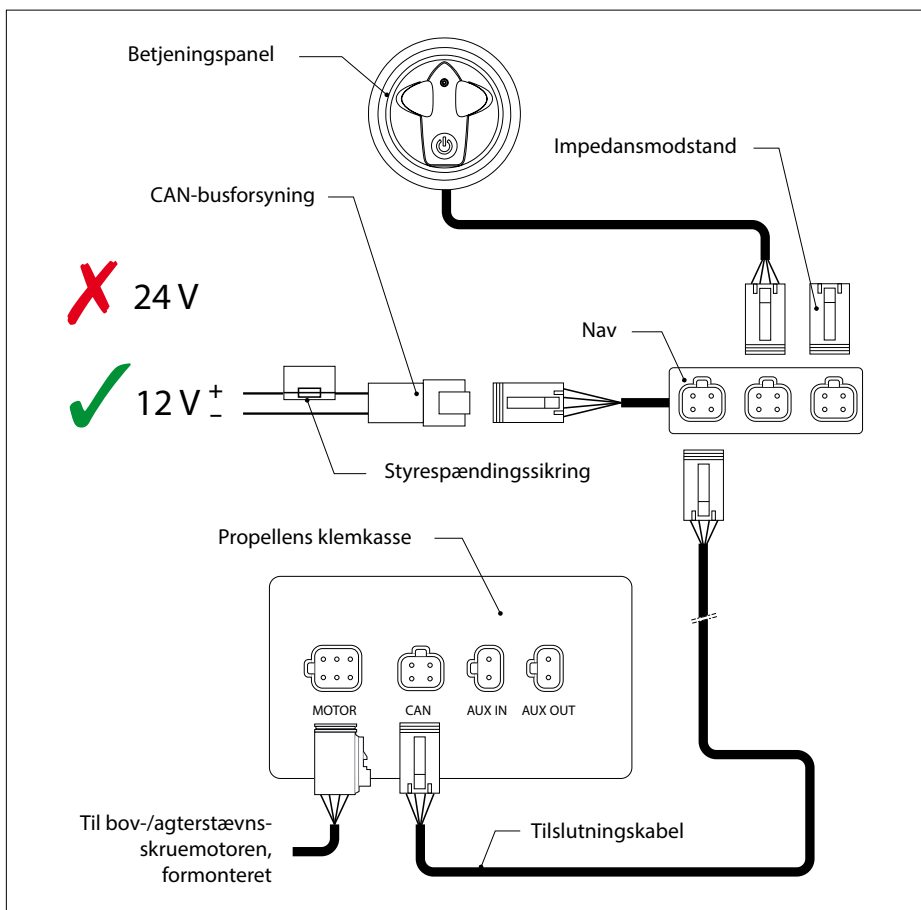 Betjeningspanel
Impedansmodstand
CAN-busforsyning
24 V
Nav
12 V + –
Styrespændingssikring
Propellens klemkasse
MOTOR CAN AUX IN AUX OUT
Til bov-/agterstævns-
skruemotoren,
formonteret
Tilslutningskabel